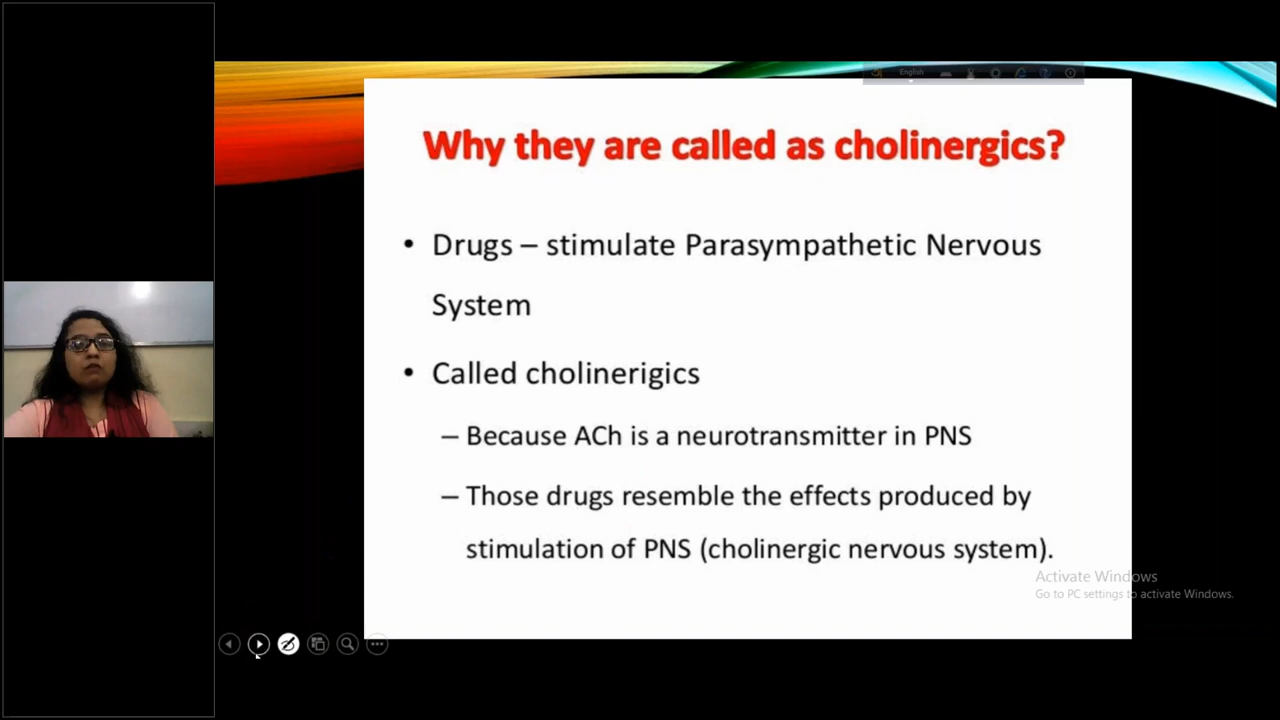 English
Why they are called as cholinergics?
• Drugs – stimulate Parasympathetic Nervous
System
• Called cholinerigics
– Because ACh is a neurotransmitter in PNS
– Those drugs resemble the effects produced by
stimulation of PNS (cholinergic nervous system).
Activate Windows
Go to PC settings to activate Windows.